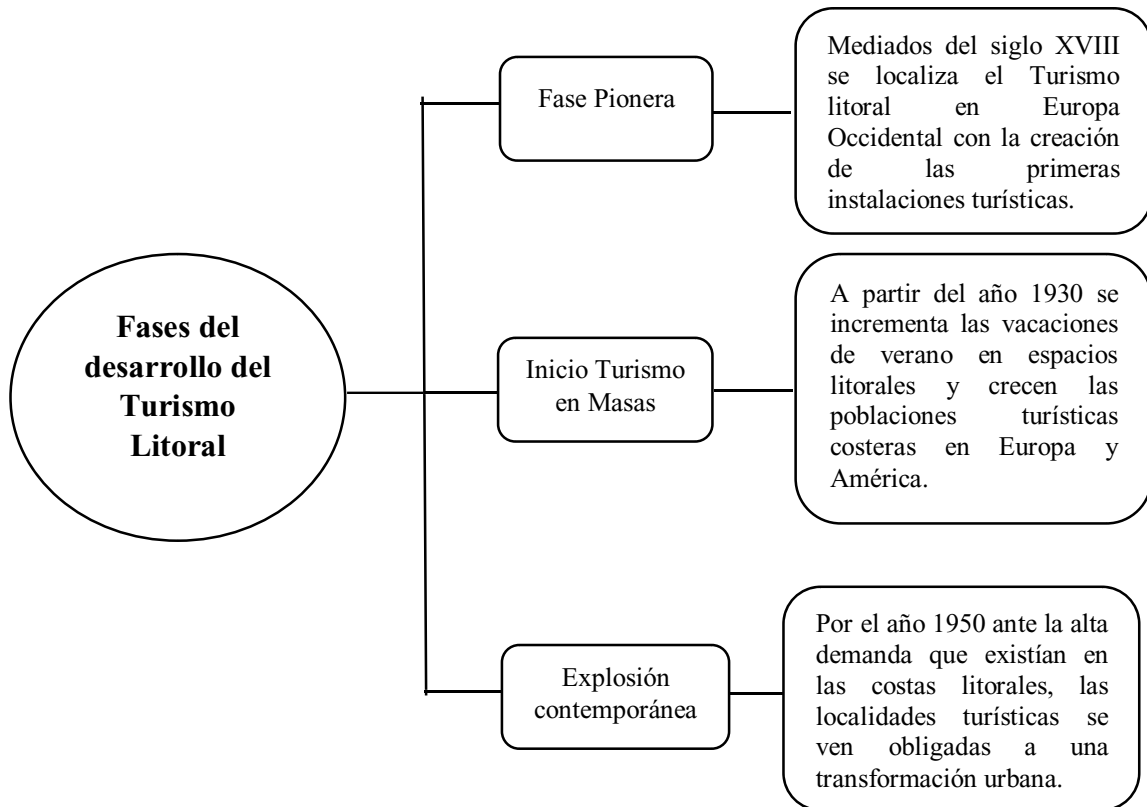 Fases del
desarrollo del
Turismo
Litoral
Fase Pionera
Mediados del siglo XVIII
se localiza el Turismo
litoral en Europa
Occidental con la creación
de las primeras
instalaciones turísticas.
Inicio Turismo
en Masas
A partir del año 1930 se
incrementa las vacaciones
de verano en espacios
litorales y crecen las
poblaciones turísticas
costeras en Europa y
América.
Explosión
contemporánea
Por el año 1950 ante la alta
demanda que existían en
las costas litorales, las
localidades turísticas se
ven obligadas a una
transformación urbana.